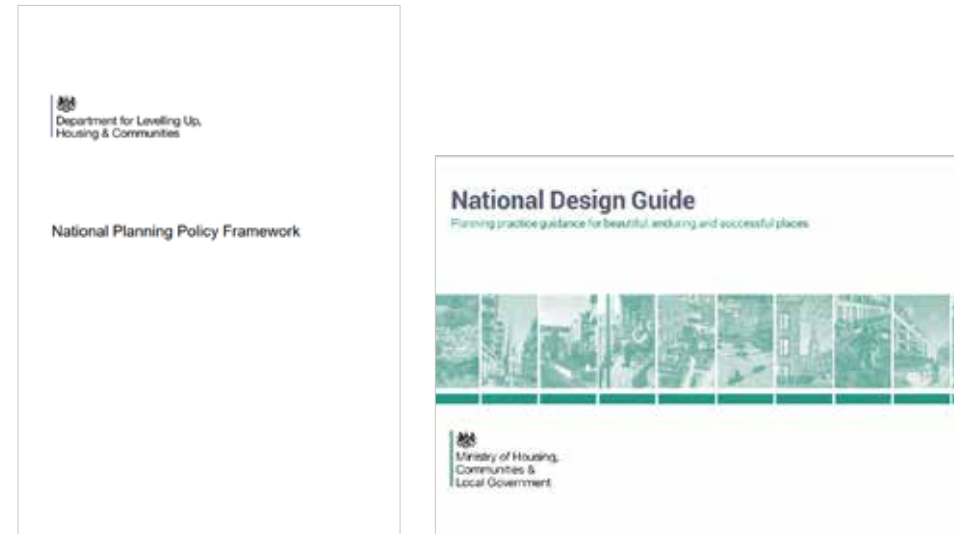 Department for Levelling Up,
Housing & Communities
National Planning Policy Framework
National Design Guide
Planning practice guidance for beautiful, enduring and successful places
Ministry of Housing,
Communities &
Local Government